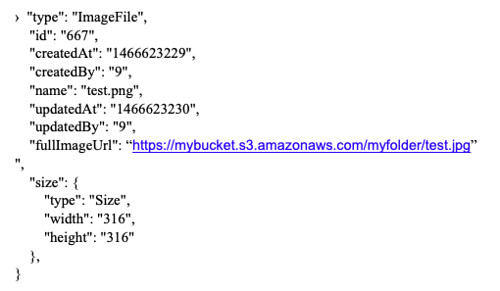 › "type": "ImageFile",
"id": "667",
"createdAt": "1466623229",
"createdBy": "9",
"name": "test.png",
"updatedAt": "1466623230",
"updatedBy": "9",
"fullImageUrl": “https://mybucket.s3.amazonaws.com/myfolder/test.jpg”
",
"size": {
"type": "Size",
"width": "316",
"height": "316"
},
}